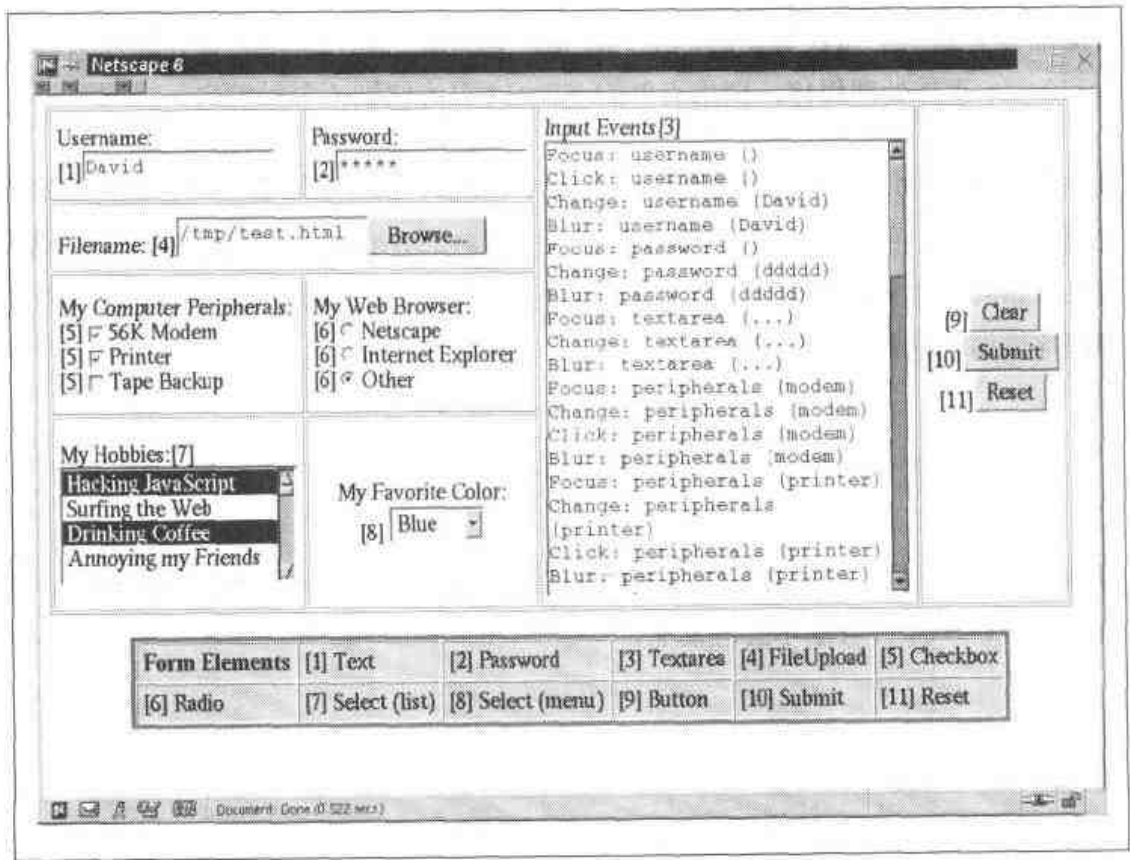 Netscape 6
Username:
[1] David
Password:
[2] *****
Filename: [4] /tmp/test.html Browse...
My Computer Peripherals:
[5] 56K Modem
[5] Printer
[5] Tape Backup
My Web Browser:
[6] Netscape
[6] Internet Explorer
[6] Other
My Hobbies:[7]
Hacking JavaScript
Surfing the Web
Drinking Coffee
Annoying my Friends
My Favorite Color:
[8] Blue
Input Events[3]
Focus: username ()
Click: username ()
Change: username (David)
Blur: username (David)
Focus: password ()
Change: password (ddddd)
Blur: password (ddddd)
Focus: textarea (...)
Change: textarea (...)
Blur: textarea (...)
Focus: peripherals (modem)
Change: peripherals (modem)
Click: peripherals (modem)
Blur: peripherals (modem)
Focus: peripherals (printer)
Change: peripherals
(printer)
Click: peripherals (printer)
Blur: peripherals (printer)
[9] Clear
[10] Submit
[11] Reset
Form Elements [1] Text [2] Password [3] Textarea [4] FileUpload [5] Checkbox
[6] Radio [7] Select (list) [8] Select (menu) [9] Button [10] Submit [11] Reset
Document: Done (0.522 secs)